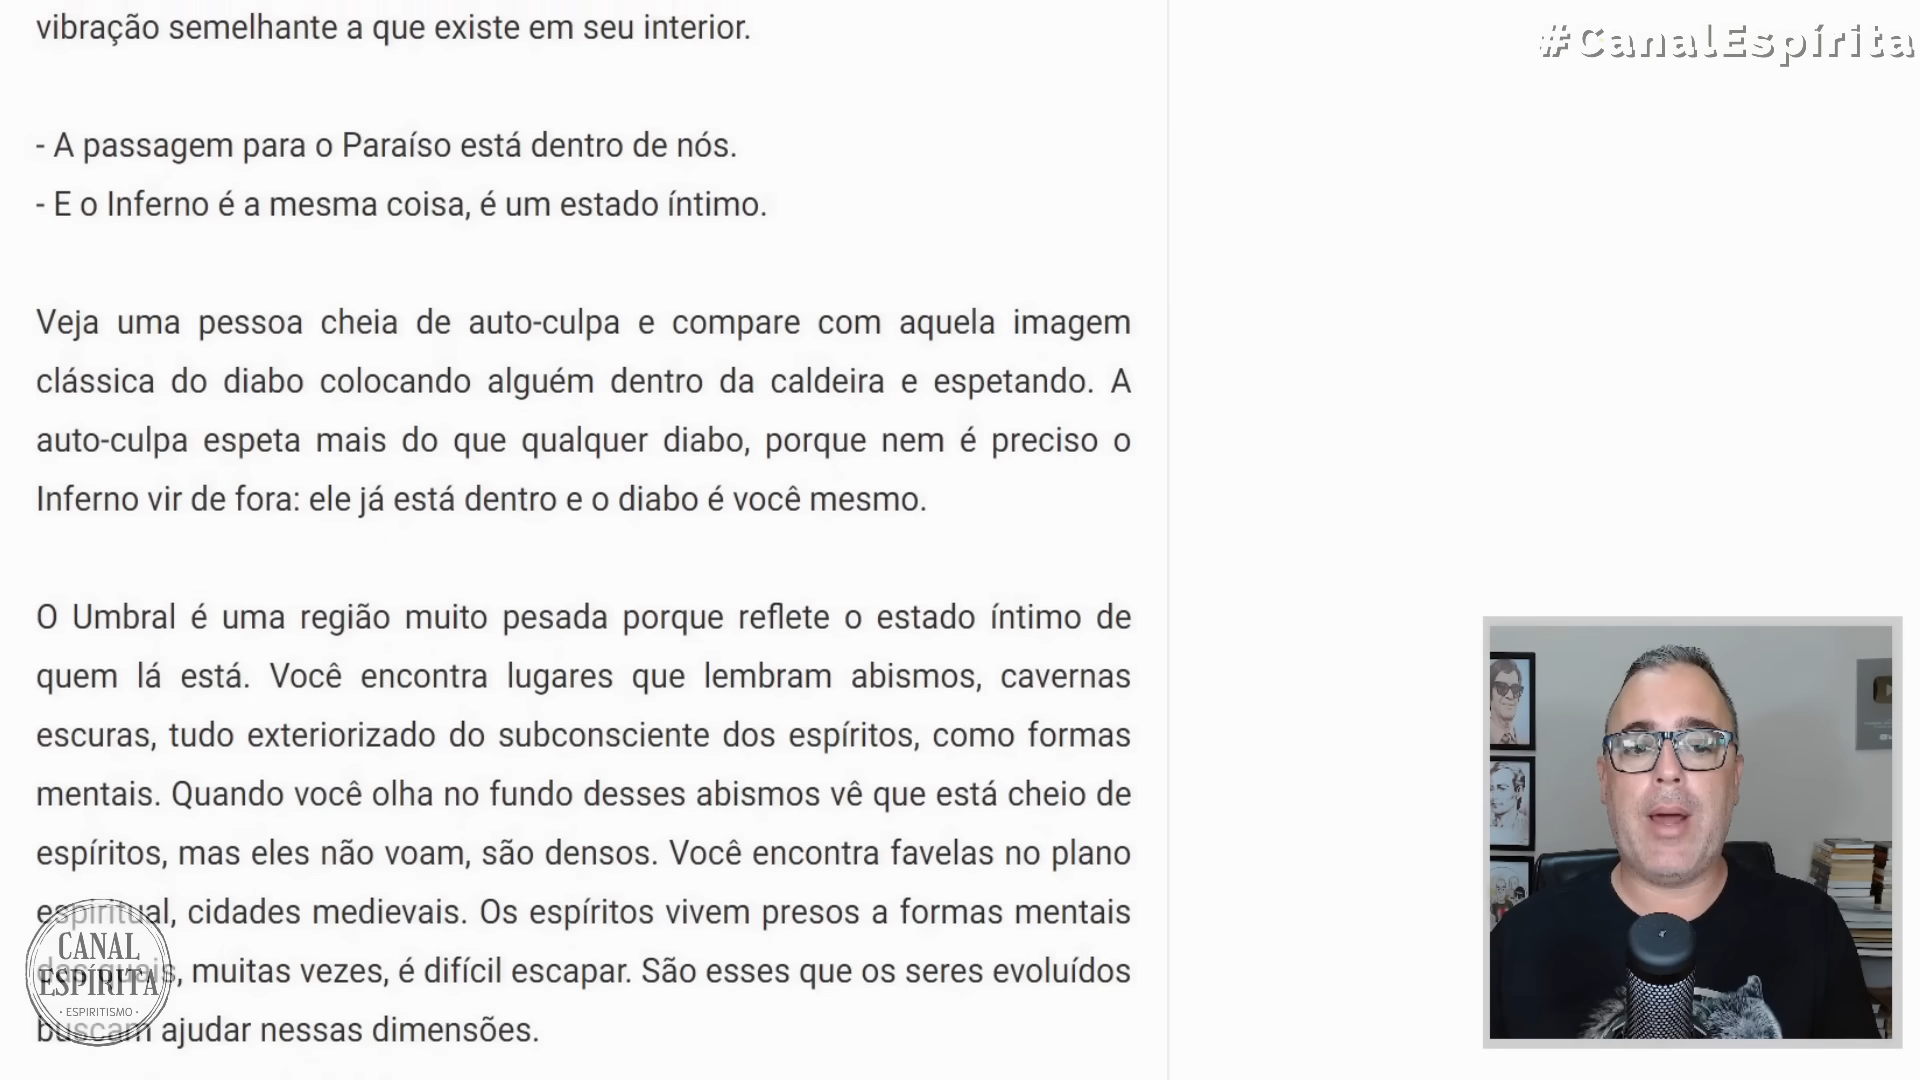 vibração semelhante a que existe em seu interior.
#CanalEspírita
- A passagem para o Paraíso está dentro de nós.
- E o Inferno é a mesma coisa, é um estado íntimo.
Veja uma pessoa cheia de auto-culpa e compare com aquela imagem
clássica do diabo colocando alguém dentro da caldeira e espetando. A
auto-culpa espeta mais do que qualquer diabo, porque nem é preciso o
Inferno vir de fora: ele já está dentro e o diabo é você mesmo.
O Umbral é uma região muito pesada porque reflete o estado íntimo de
quem lá está. Você encontra lugares que lembram abismos, cavernas
escuras, tudo exteriorizado do subconsciente dos espíritos, como formas
mentais. Quando você olha no fundo desses abismos vê que está cheio de
espíritos, mas eles não voam, são densos. Você encontra favelas no plano
espiritual, cidades medievais. Os espíritos vivem presos a formas mentais
das quais, muitas vezes, é difícil escapar. São esses que os seres evoluídos
buscam ajudar nessas dimensões.
CANAL
ESPÍRITA
· ESPIRITISMO ·